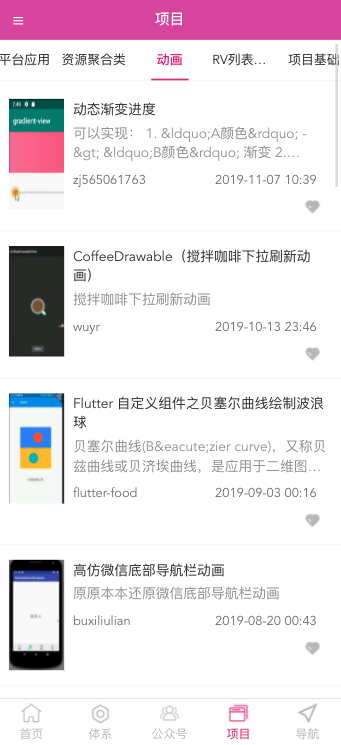 项目
平台应用 资源聚合类 动画 RV列表… 项目基础
gradient-view
动态渐变进度
可以实现： 1. &ldquo;A颜色&rdquo; -
&gt; &ldquo;B颜色&rdquo; 渐变 2.…
zj565061763 2019-11-07 10:39
CoffeeDrawable（搅拌咖啡下拉刷新动
画）
搅拌咖啡下拉刷新动画
wuyr 2019-10-13 23:46
Flutter 自定义组件之贝塞尔曲线绘制波浪
球
贝塞尔曲线(B&eacute;zier curve)，又称贝
兹曲线或贝济埃曲线，是应用于二维图…
flutter-food 2019-09-03 00:16
高仿微信底部导航栏动画
原原本本还原微信底部导航栏动画
buxiliulian 2019-08-20 00:43
首页 体系 公众号 项目 导航